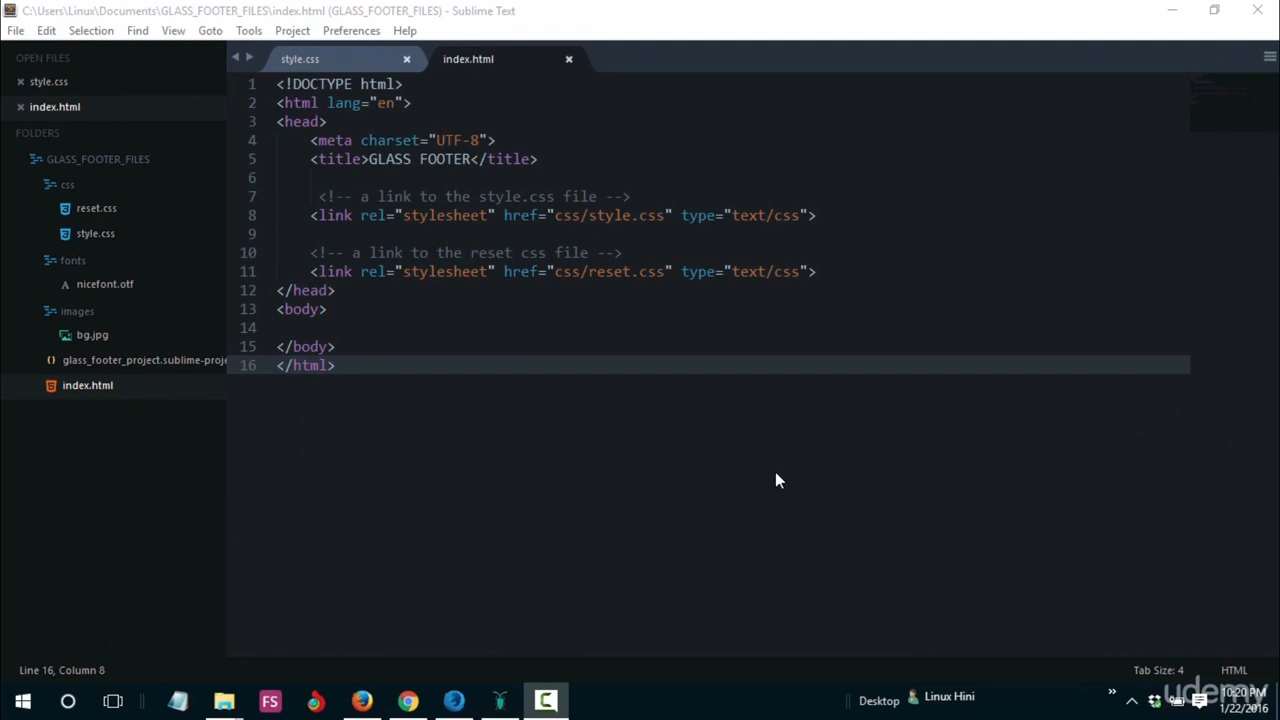 C:\Users\Linux\Documents\GLASS_FOOTER_FILES\index.html (GLASS_FOOTER_FILES) - Sublime Text
File Edit Selection Find View Goto Tools Project Preferences Help
OPEN FILES
style.css
index.html
FOLDERS
GLASS_FOOTER_FILES
css
reset.css
style.css
fonts
nicefont.otf
images
bg.jpg
glass_footer_project.sublime-proje
index.html
style.css index.html
1 <!DOCTYPE html>
2 <html lang="en">
3 <head>
4 <meta charset="UTF-8">
5 <title>GLASS FOOTER</title>
6
7 <!-- a link to the style.css file -->
8 <link rel="stylesheet" href="css/style.css" type="text/css">
9
10 <!-- a link to the reset css file -->
11 <link rel="stylesheet" href="css/reset.css" type="text/css">
12 </head>
13 <body>
14
15 </body>
16 </html>
Line 16, Column 8 Tab Size: 4 HTML
FS
C
Desktop Linux Hini
udemy
10:20 PM
1/22/2016